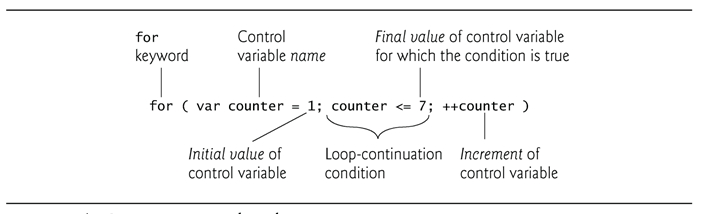 for Control Final value of control variable
keyword variable name for which the condition is true
for ( var counter = 1; counter <= 7; ++counter )
Initial value of Loop-continuation Increment of
control variable condition control variable